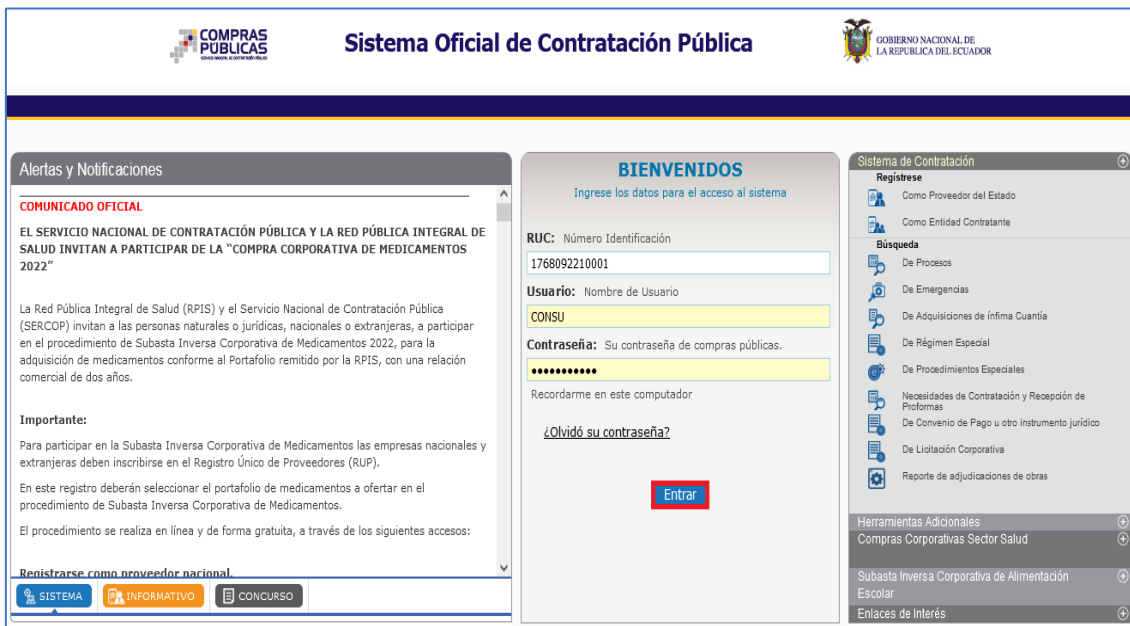 COMPRAS
PÚBLICAS
Sistema Oficial de Contratación Pública
GOBIERNO NACIONAL DE
LA REPUBLICA DEL ECUADOR
Alertas y Notificaciones
COMUNICADO OFICIAL
EL SERVICIO NACIONAL DE CONTRATACIÓN PÚBLICA Y LA RED PÚBLICA INTEGRAL DE
SALUD INVITAN A PARTICIPAR DE LA “COMPRA CORPORATIVA DE MEDICAMENTOS
2022”
La Red Pública Integral de Salud (RPIS) y el Servicio Nacional de Contratación Pública
(SERCOP) invitan a las personas naturales o jurídicas, nacionales o extranjeras, a participar
en el procedimiento de Subasta Inversa Corporativa de Medicamentos 2022, para la
adquisición de medicamentos conforme al Portafolio remitido por la RPIS, con una relación
comercial de dos años.
Importante:
Para participar en la Subasta Inversa Corporativa de Medicamentos las empresas nacionales y
extranjeras deben inscribirse en el Registro Único de Proveedores (RUP).
En este registro deberán seleccionar el portafolio de medicamentos a ofertar en el
procedimiento de Subasta Inversa Corporativa de Medicamentos.
El procedimiento se realiza en línea y de forma gratuita, a través de los siguientes accesos:
Registrarse como proveedor nacional.
SISTEMA
INFORMATIVO
CONCURSO
BIENVENIDOS
Ingrese los datos para el acceso al sistema
RUC: Número Identificación
1768092210001
Usuario: Nombre de Usuario
CONSU
Contraseña: Su contraseña de compras públicas.
•••••••••••
Recordarme en este computador
¿Olvidó su contraseña?
Entrar
Sistema de Contratación
Regístrese
Como Proveedor del Estado
Como Entidad Contratante
Búsqueda
De Procesos
De Emergencias
De Adquisiciones de ínfima Cuantía
De Régimen Especial
De Procedimientos Especiales
Necesidades de Contratación y Recepción de
Proformas
De Convenio de Pago u otro instrumento jurídico
De Licitación Corporativa
Reporte de adjudicaciones de obras
Herramientas Adicionales
Compras Corporativas Sector Salud
Subasta Inversa Corporativa de Alimentación
Escolar
Enlaces de Interés